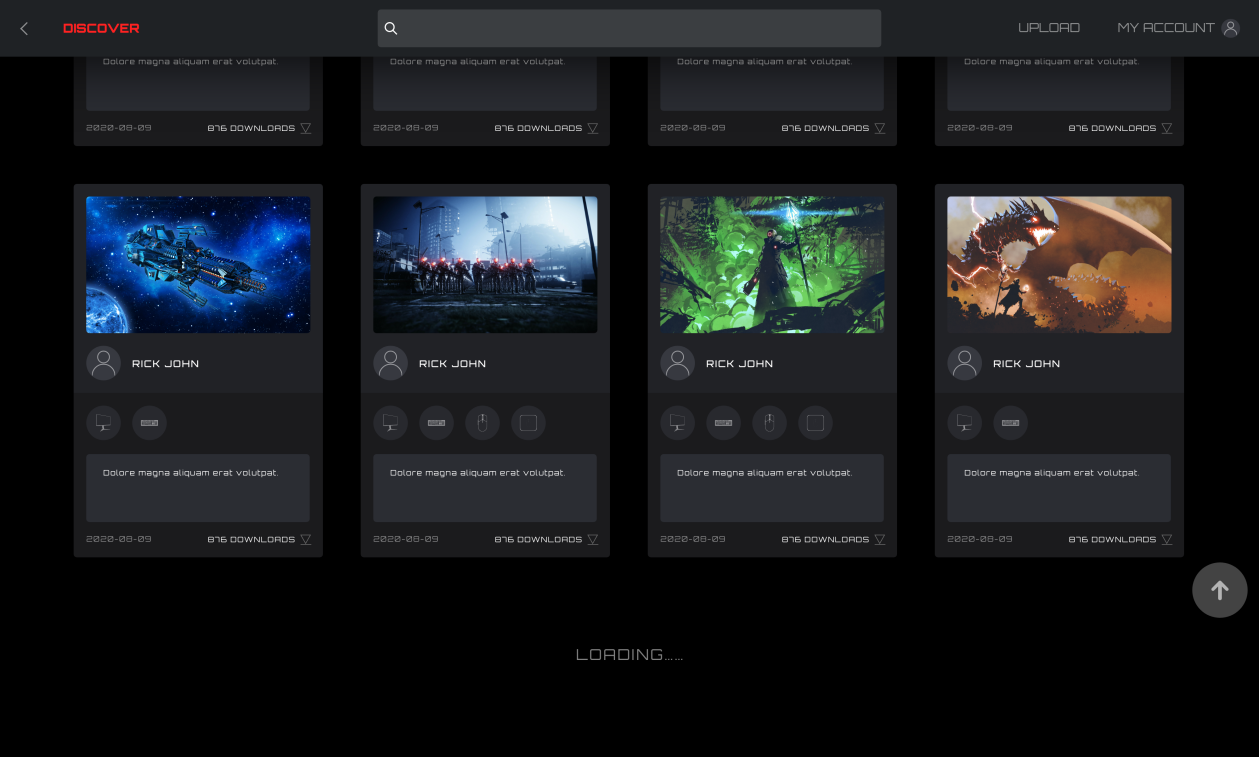 DISCOVER
UPLOAD
MY ACCOUNT
Dolore magna aliquam erat volutpat.
Dolore magna aliquam erat volutpat.
Dolore magna aliquam erat volutpat.
Dolore magna aliquam erat volutpat.
2020-08-09 876 DOWNLOADS
2020-08-09 876 DOWNLOADS
2020-08-09 876 DOWNLOADS
2020-08-09 876 DOWNLOADS
RICK JOHN
RICK JOHN
RICK JOHN
RICK JOHN
Dolore magna aliquam erat volutpat.
Dolore magna aliquam erat volutpat.
Dolore magna aliquam erat volutpat.
Dolore magna aliquam erat volutpat.
2020-08-09 876 DOWNLOADS
2020-08-09 876 DOWNLOADS
2020-08-09 876 DOWNLOADS
2020-08-09 876 DOWNLOADS
LOADING......